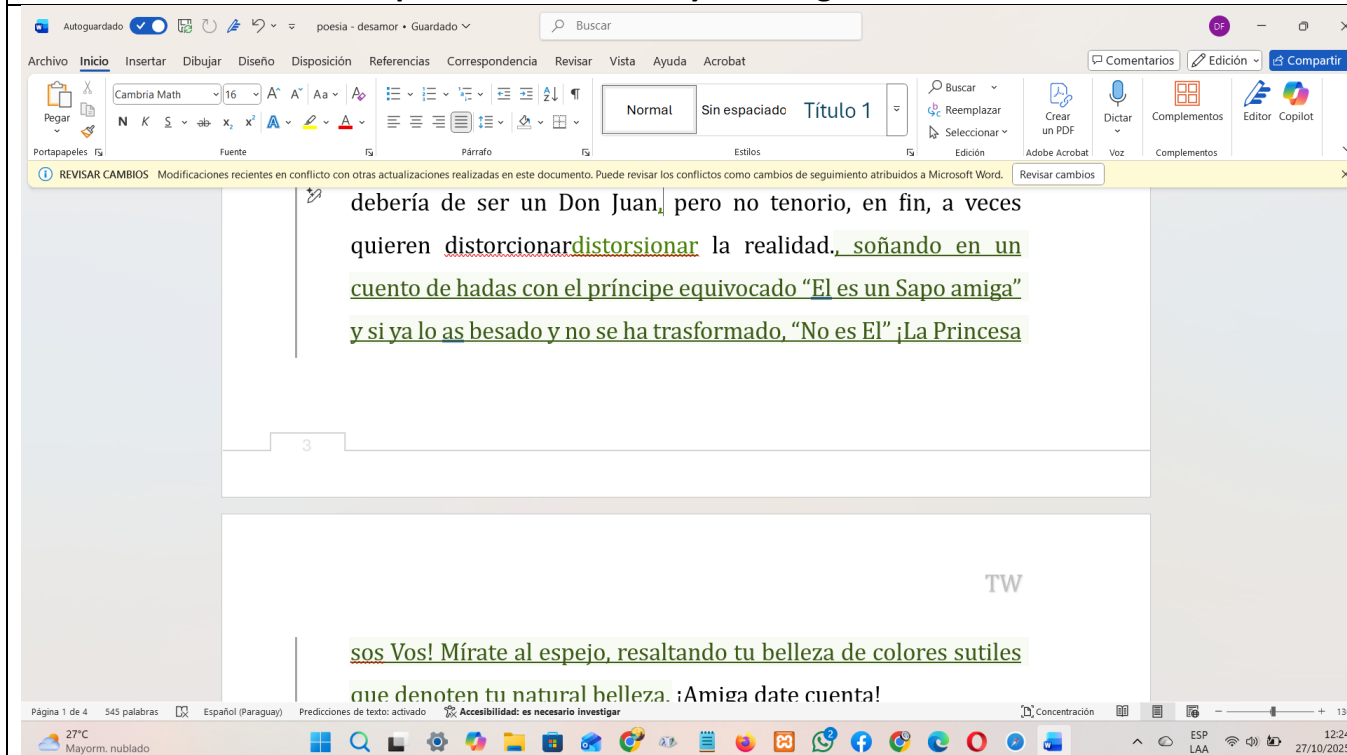 Autoguardado poesia - desamor • Guardado Buscar DF
Archivo Inicio Insertar Dibujar Diseño Disposición Referencias Correspondencia Revisar Vista Ayuda Acrobat Comentarios Edición Compartir
Pegar Cambria Math 16 A A Aa A Normal Sin espaciado Título 1 Buscar Reemplazar Seleccionar Crear un PDF Dictar Complementos Editor Copilot
N K S ab x₂ x² A A
Portapapeles Fuente Párrafo Estilos Edición Adobe Acrobat Voz Complementos
REVISAR CAMBIOS Modificaciones recientes en conflicto con otras actualizaciones realizadas en este documento. Puede revisar los conflictos como cambios de seguimiento atribuidos a Microsoft Word. Revisar cambios
debería de ser un Don Juan, pero no tenorio, en fin, a veces
quieren distorcionardistorsionar la realidad., soñando en un
cuento de hadas con el príncipe equivocado “El es un Sapo amiga”
y si ya lo as besado y no se ha trasformado, “No es El” ¡La Princesa
3
TW
sos Vos! Mírate al espejo, resaltando tu belleza de colores sutiles
que denoten tu natural belleza. ¡Amiga date cuenta!
Página 1 de 4 545 palabras Español (Paraguay) Predicciones de texto: activado Accesibilidad: es necesario investigar Concentración
27°C
Mayorm. nublado
ESP
LAA
12:24
27/10/2025